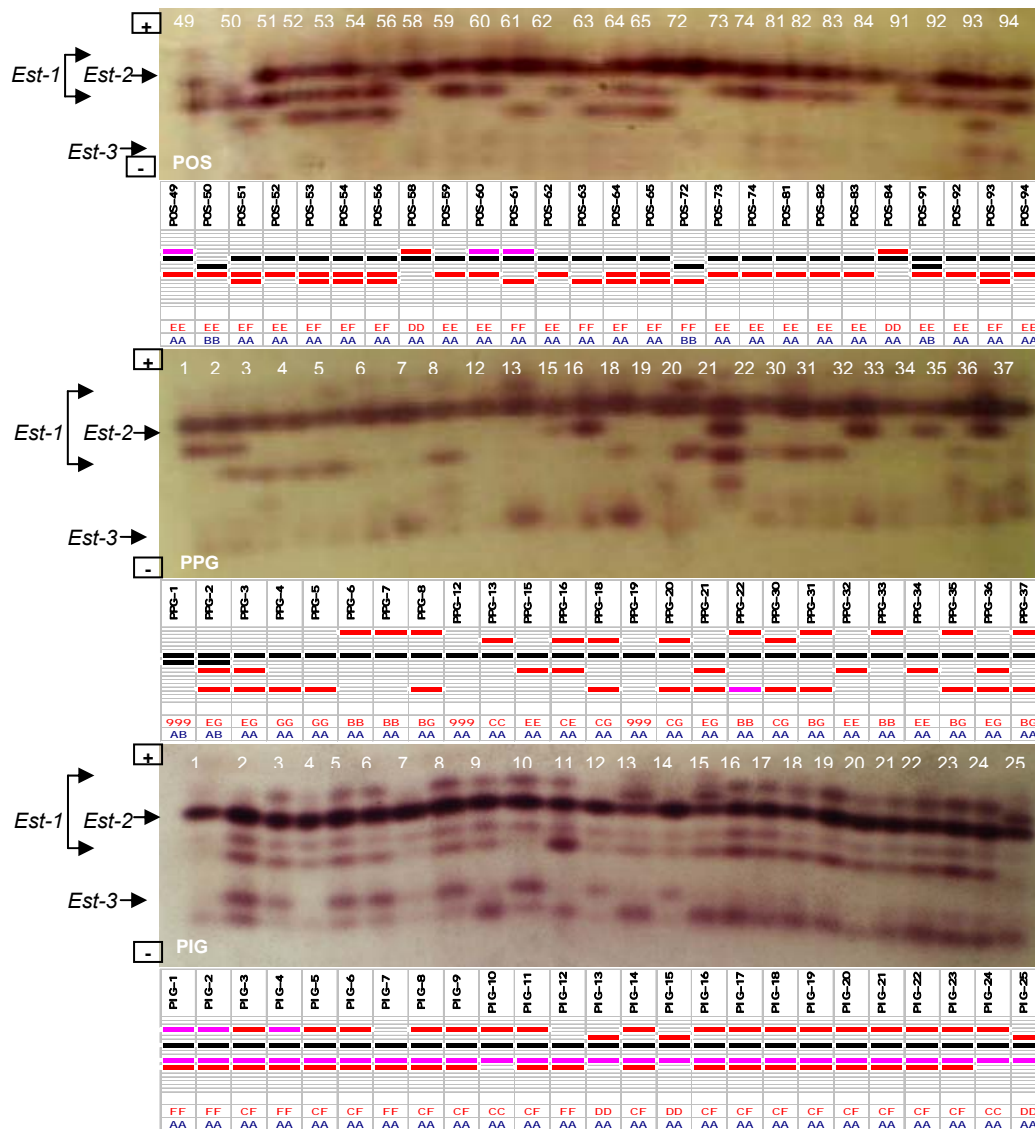 +
49 50 51 52 53 54 56 58 59 60 61 62 63 64 65 72 73 74 81 82 83 84 91 92 93 94
Est-1 Est-2
Est-3
-
POS
POS-49 POS-50 POS-51 POS-52 POS-53 POS-54 POS-56 POS-58 POS-59 POS-60 POS-61 POS-62 POS-63 POS-64 POS-65 POS-72 POS-73 POS-74 POS-81 POS-82 POS-83 POS-84 POS-91 POS-92 POS-93 POS-94
EE EE EF EE EF EF EF DD EE EE FF EE FF EF EF FF EE EE EE EE EE DD EE EE EF EE
AA BB AA AA AA AA AA AA AA AA AA AA AA AA AA BB AA AA AA AA AA AA AB AA AA AA
+
1 2 3 4 5 6 7 8 12 13 15 16 18 19 20 21 22 30 31 32 33 34 35 36 37
Est-1 Est-2
Est-3
-
PPG
PPG-1 PPG-2 PPG-3 PPG-4 PPG-5 PPG-6 PPG-7 PPG-8 PPG-12 PPG-13 PPG-15 PPG-16 PPG-18 PPG-19 PPG-20 PPG-21 PPG-22 PPG-30 PPG-31 PPG-32 PPG-33 PPG-34 PPG-35 PPG-36 PPG-37
999 EG EG GG GG BB BB BG 999 CC EE CE CG 999 CG EG BB CG BG EE BB EE BG EG BG
AB AB AA AA AA AA AA AA AA AA AA AA AA AA AA AA AA AA AA AA AA AA AA AA AA
+
1 2 3 4 5 6 7 8 9 10 11 12 13 14 15 16 17 18 19 20 21 22 23 24 25
Est-1 Est-2
Est-3
-
PIG
PIG-1 PIG-2 PIG-3 PIG-4 PIG-5 PIG-6 PIG-7 PIG-8 PIG-9 PIG-10 PIG-11 PIG-12 PIG-13 PIG-14 PIG-15 PIG-16 PIG-17 PIG-18 PIG-19 PIG-20 PIG-21 PIG-22 PIG-23 PIG-24 PIG-25
FF FF CF FF CF CF FF CF CF CC CF FF DD CF DD CF CF CF CF CF CF CF CF CC DD
AA AA AA AA AA AA AA AA AA AA AA AA AA AA AA AA AA AA AA AA AA AA AA AA AA